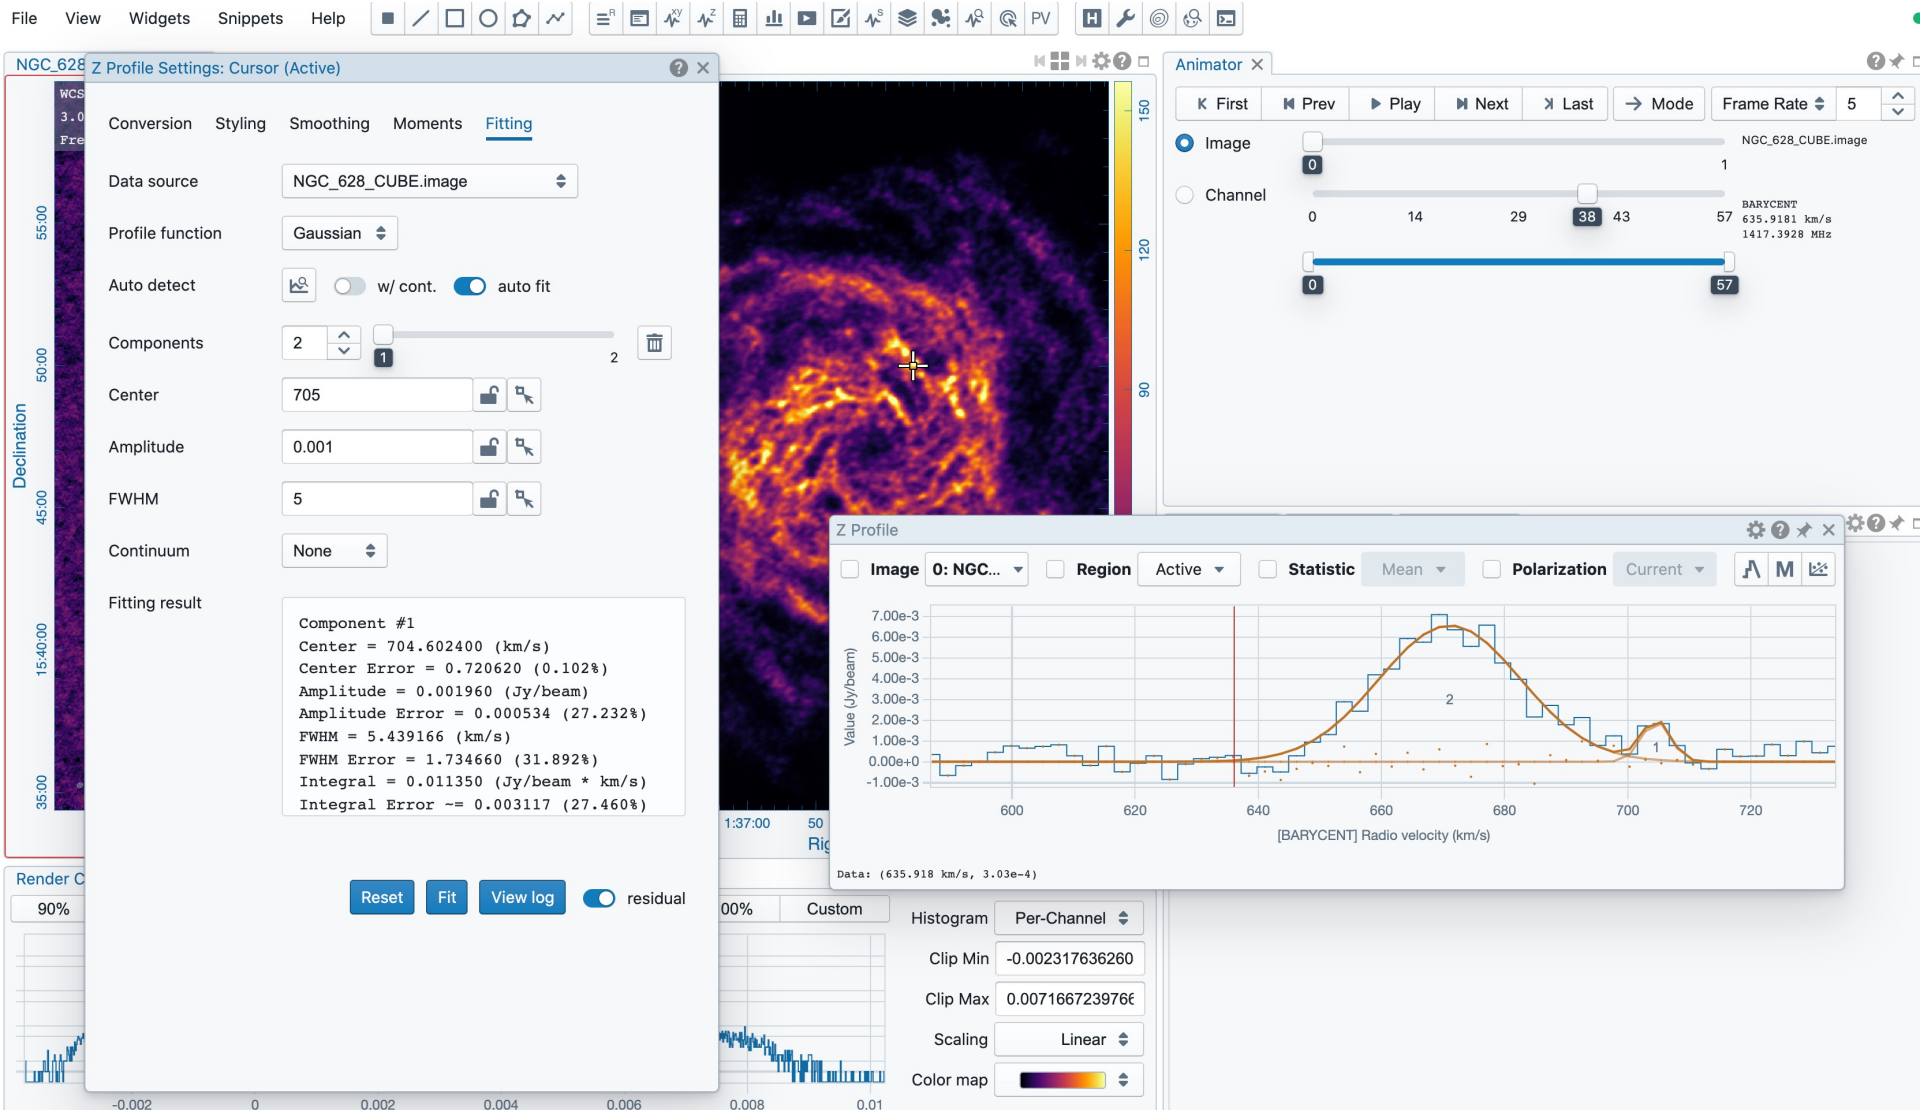 File View Widgets Snippets Help
R XY Z S PV H
NGC_628
WCS
3.0
Fre
Z Profile Settings: Cursor (Active)
Conversion Styling Smoothing Moments Fitting
Data source NGC_628_CUBE.image
Profile function Gaussian
Auto detect w/ cont. auto fit
Components 2 1 2
Center 705
Amplitude 0.001
FWHM 5
Continuum None
Fitting result
Component #1
Center = 704.602400 (km/s)
Center Error = 0.720620 (0.102%)
Amplitude = 0.001960 (Jy/beam)
Amplitude Error = 0.000534 (27.232%)
FWHM = 5.439166 (km/s)
FWHM Error = 1.734660 (31.892%)
Integral = 0.011350 (Jy/beam * km/s)
Integral Error ~= 0.003117 (27.460%)
Reset Fit View log residual
Declination
55:00
50:00
45:00
15:40:00
35:00
150
120
90
1:37:00 50
Rig
Animator
First Prev Play Next Last Mode Frame Rate 5
Image 0 1 NGC_628_CUBE.image
Channel 0 14 29 38 43 57
BARYCENT
635.9181 km/s
1417.3928 MHz
0 57
Z Profile
Image 0: NGC... Region Active Statistic Mean Polarization Current M
Value (Jy/beam)
7.00e-3
6.00e-3
5.00e-3
4.00e-3
3.00e-3
2.00e-3
1.00e-3
0.00e+0
-1.00e-3
2
1
600 620 640 660 680 700 720
[BARYCENT] Radio velocity (km/s)
Data: (635.918 km/s, 3.03e-4)
Render C
90% 00% Custom
Histogram Per-Channel
Clip Min -0.002317636260
Clip Max 0.007166723976
Scaling Linear
Color map
-0.002 0 0.002 0.004 0.006 0.008 0.01